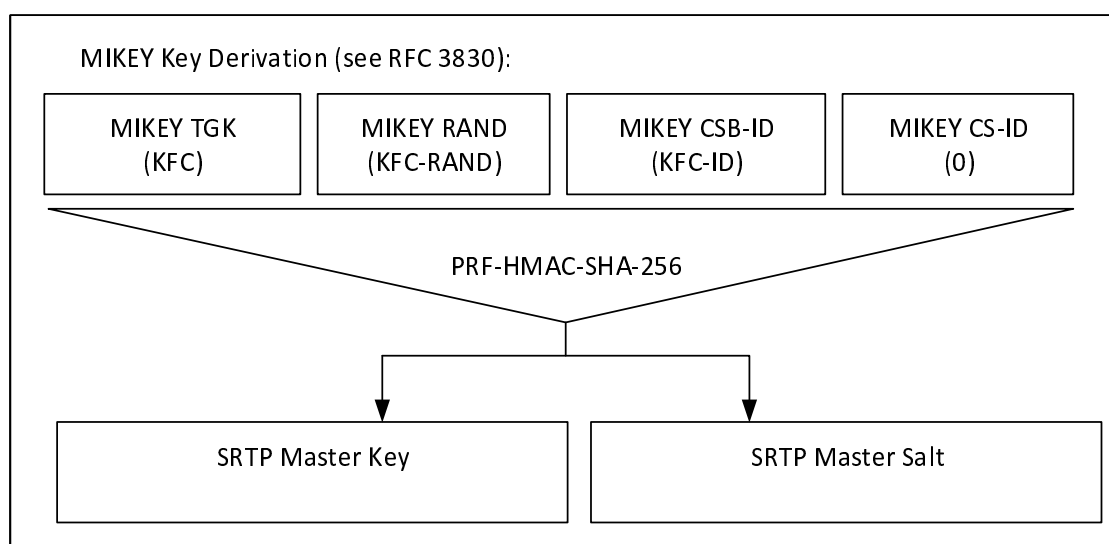 MIKEY Key Derivation (see RFC 3830):
MIKEY TGK
(KFC)
MIKEY RAND
(KFC-RAND)
MIKEY CSB-ID
(KFC-ID)
MIKEY CS-ID
(0)
PRF-HMAC-SHA-256
SRTP Master Key
SRTP Master Salt